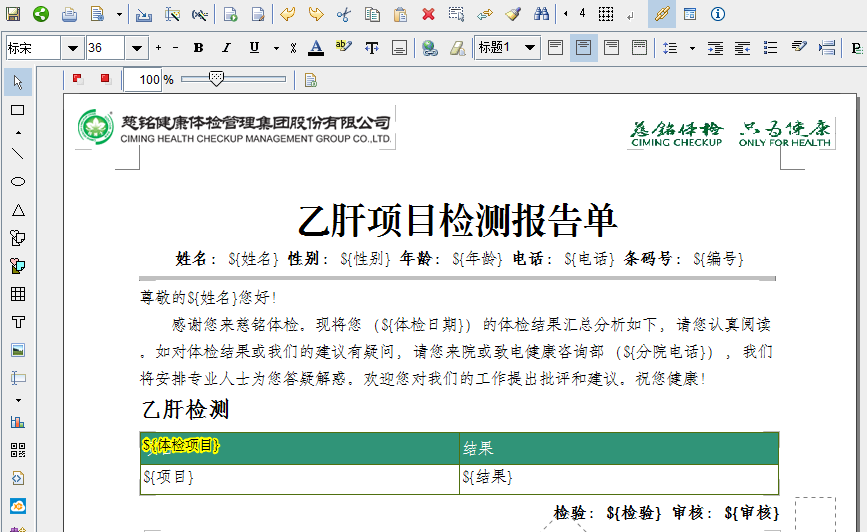 标宋 36 B I U % A ab T 标题1
100 %
慈铭健康体检管理集团股份有限公司
CIMING HEALTH CHECKUP MANAGEMENT GROUP CO.,LTD.
慈铭体检 只为健康
CIMING CHECKUP ONLY FOR HEALTH
乙肝项目检测报告单
姓名：${姓名} 性别：${性别} 年龄：${年龄} 电话：${电话} 条码号：${编号}
尊敬的${姓名}您好！
感谢您来慈铭体检。现将您（${体检日期}）的体检结果汇总分析如下，请您认真阅读
。如对体检结果或我们的建议有疑问，请您来院或致电健康咨询部（${分院电话}），我们
将安排专业人士为您答疑解惑。欢迎您对我们的工作提出批评和建议。祝您健康！
乙肝检测
${体检项目} 结果
${项目} ${结果}
检验：${检验} 审核：${审核}